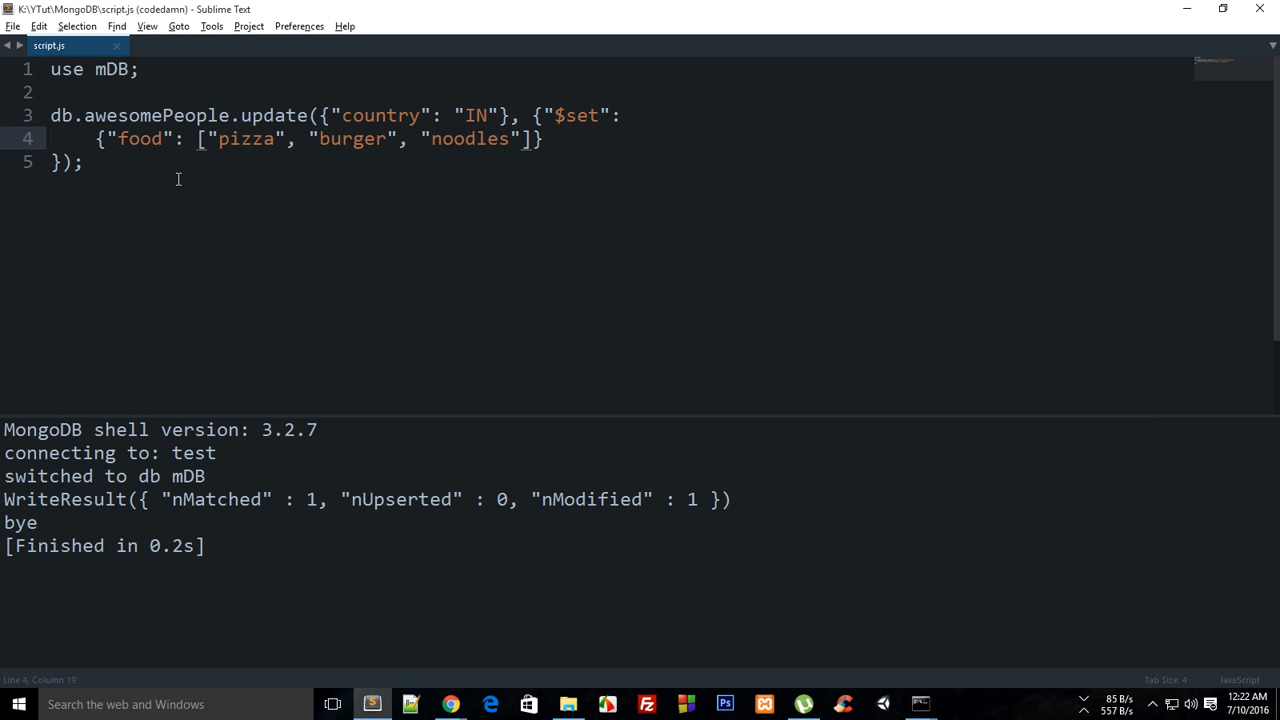 K:\YTut\MongoDB\script.js (codedamn) - Sublime Text
File Edit Selection Find View Goto Tools Project Preferences Help
script.js
1 use mDB;
2
3 db.awesomePeople.update({"country": "IN"}, {"$set":
4 {"food": ["pizza", "burger", "noodles"]}
5 });
MongoDB shell version: 3.2.7
connecting to: test
switched to db mDB
WriteResult({ "nMatched" : 1, "nUpserted" : 0, "nModified" : 1 })
bye
[Finished in 0.2s]
Line 4, Column 19 Tab Size: 4 JavaScript
Search the web and Windows
Ps
Fz
85 B/s
557 B/s
12:22 AM
7/10/2016